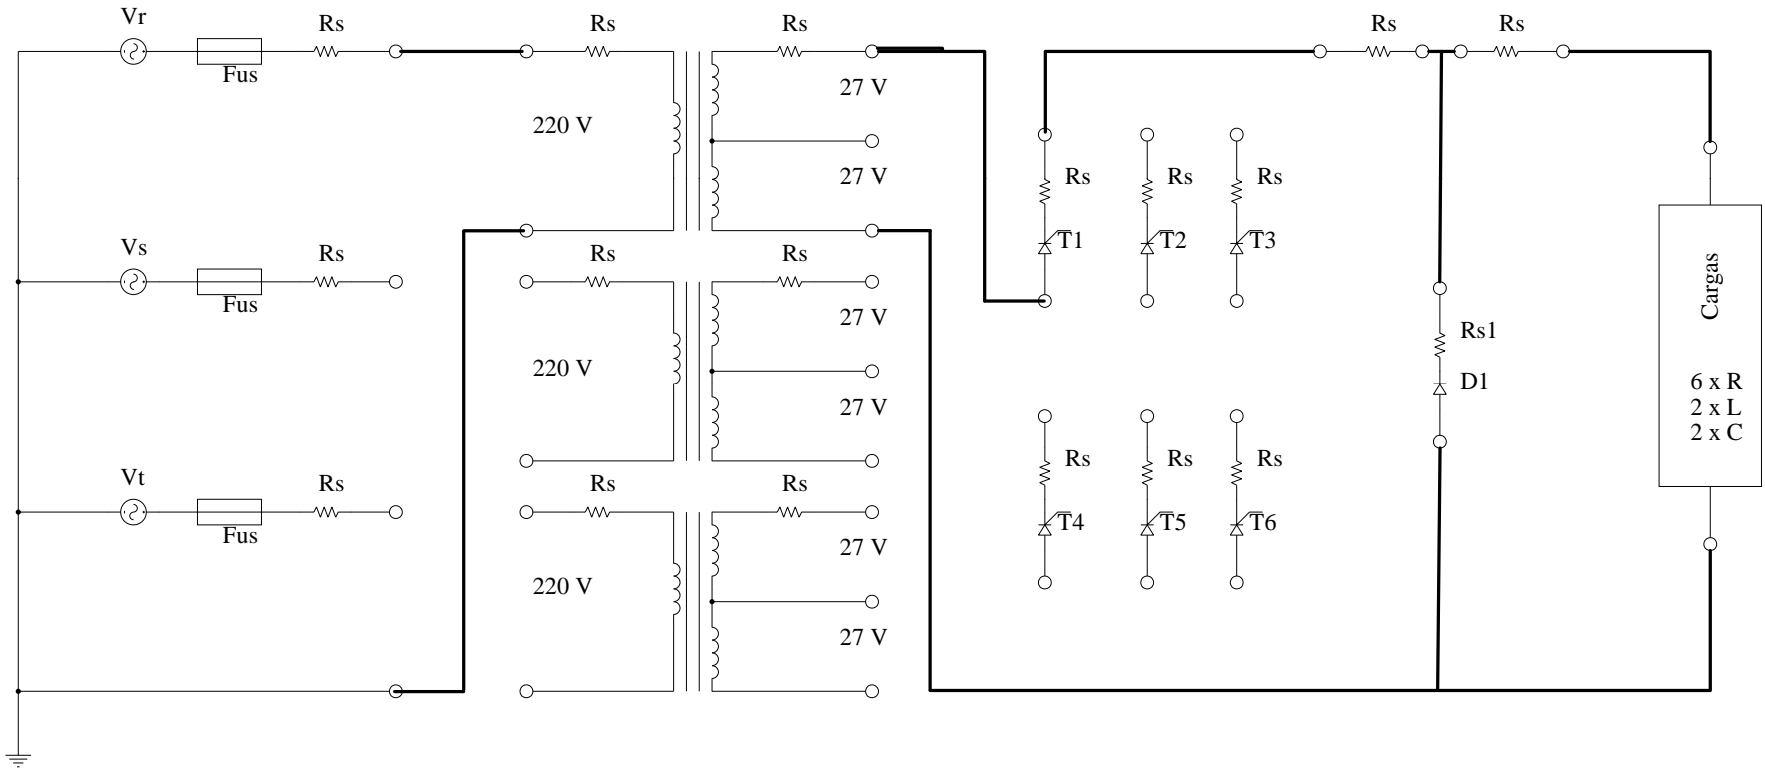 Vr
Rs
Rs
Rs
Rs
Rs
Fus
27 V
220 V
27 V
Rs
Rs
Rs
T1
T2
T3
Vs
Rs
Rs
Rs
Fus
27 V
Cargas
Rs1
220 V
D1
6 x R
2 x L
2 x C
27 V
Rs
Rs
Rs
Vt
Rs
Rs
Rs
T4
T5
T6
Fus
27 V
220 V
27 V